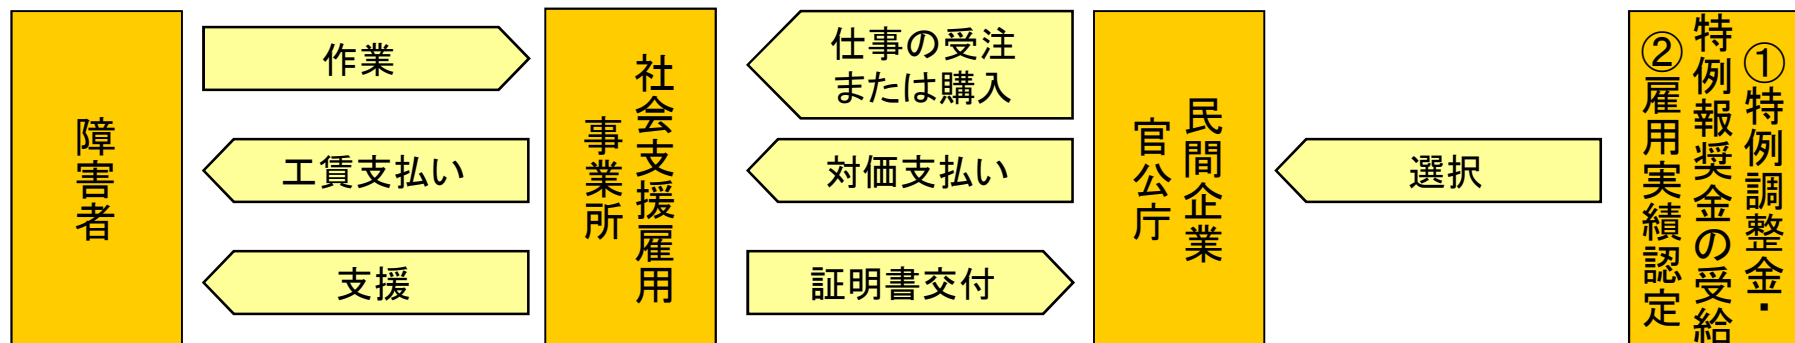 障害者
作業
工賃支払い
支援
社会支援雇用
事業所
仕事の受注
または購入
対価支払い
証明書交付
民間企業
官公庁
選択
①特例調整金・
特例報奨金の受給
②雇用実績認定